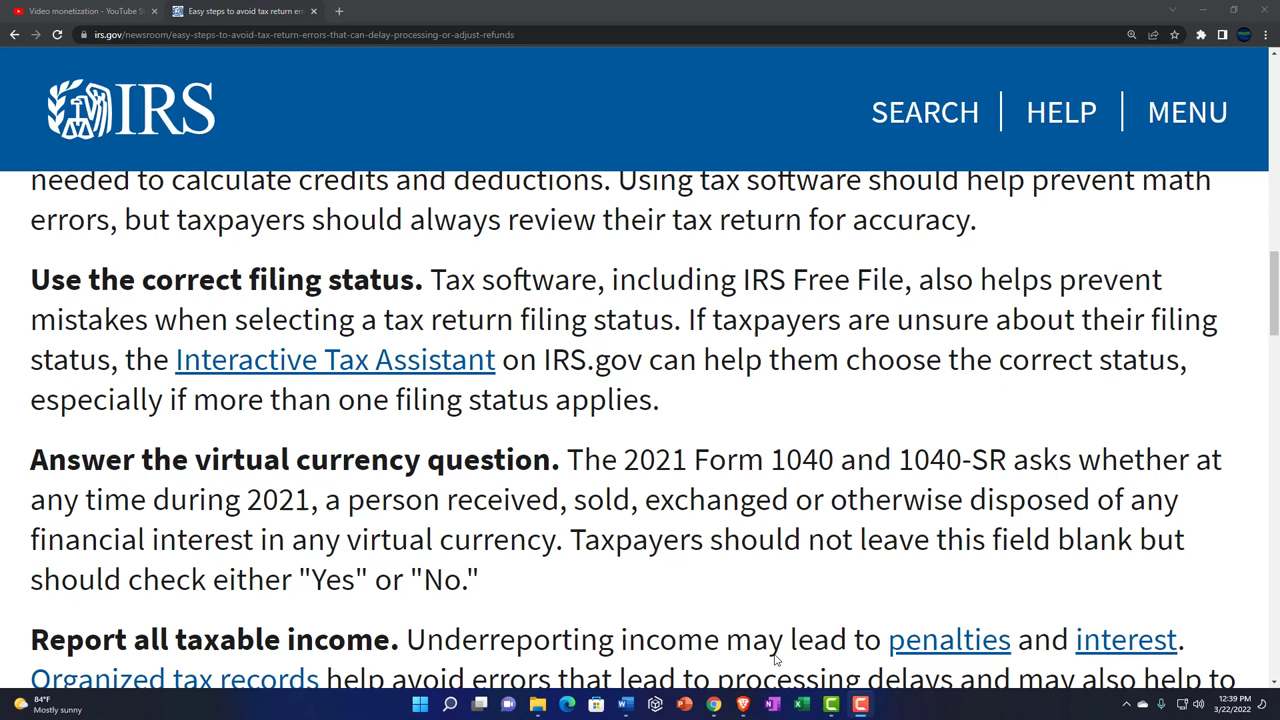 Video monetization - YouTube S
Easy steps to avoid tax return err
irs.gov/newsroom/easy-steps-to-avoid-tax-return-errors-that-can-delay-processing-or-adjust-refunds
IRS
SEARCH
HELP
MENU
needed to calculate credits and deductions. Using tax software should help prevent math
errors, but taxpayers should always review their tax return for accuracy.
Use the correct filing status. Tax software, including IRS Free File, also helps prevent
mistakes when selecting a tax return filing status. If taxpayers are unsure about their filing
status, the Interactive Tax Assistant on IRS.gov can help them choose the correct status,
especially if more than one filing status applies.
Answer the virtual currency question. The 2021 Form 1040 and 1040-SR asks whether at
any time during 2021, a person received, sold, exchanged or otherwise disposed of any
financial interest in any virtual currency. Taxpayers should not leave this field blank but
should check either "Yes" or "No."
Report all taxable income. Underreporting income may lead to penalties and interest.
Organized tax records help avoid errors that lead to processing delays and may also help to
84°F
Mostly sunny
12:39 PM
3/22/2022